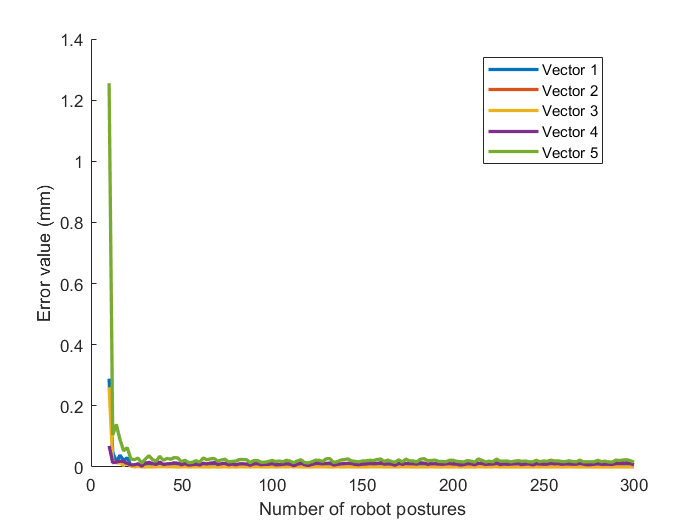 1.4
1.2
1
0.8
0.6
0.4
0.2
0
Error value (mm)
Vector 1
Vector 2
Vector 3
Vector 4
Vector 5
0 50 100 150 200 250 300
Number of robot postures